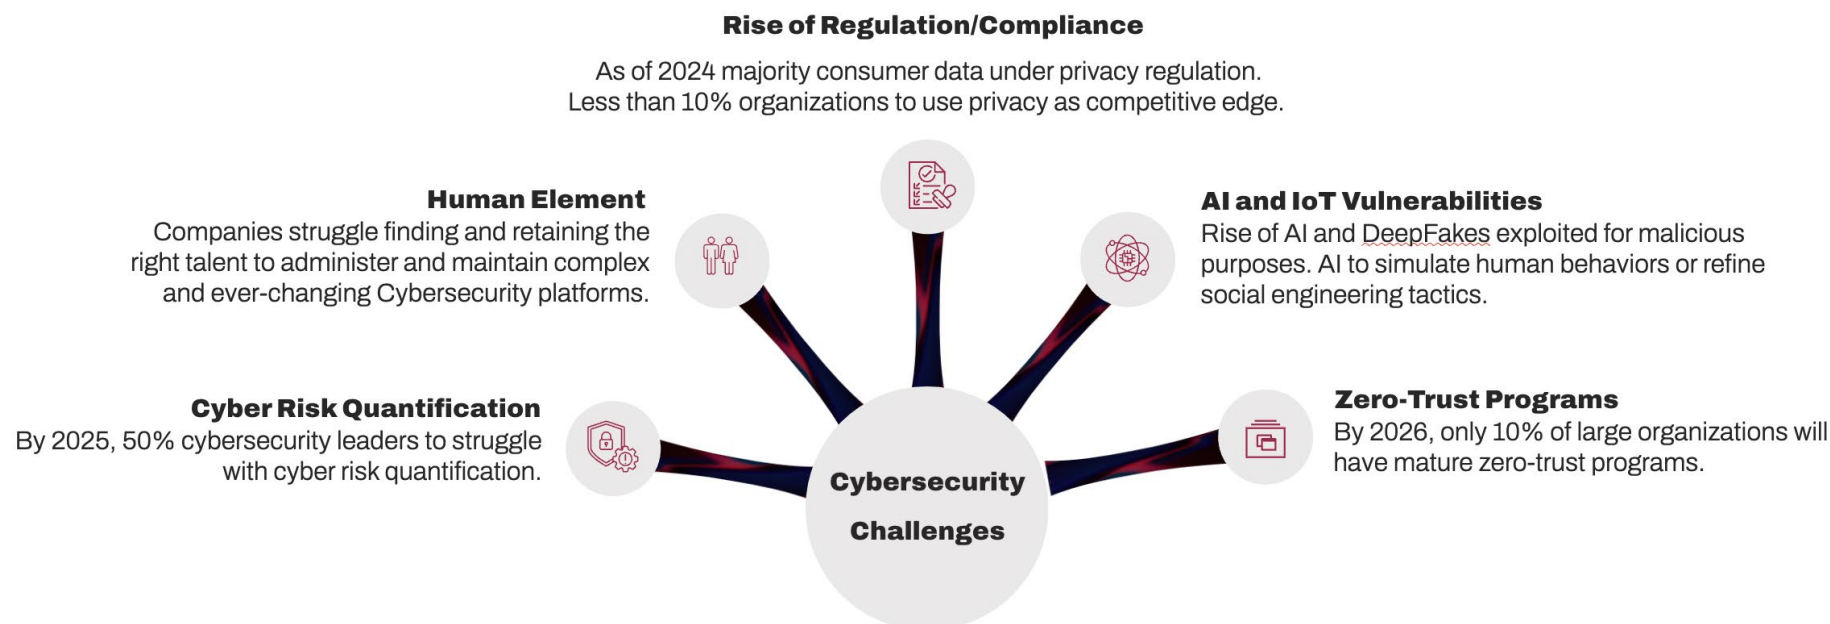 Rise of Regulation/Compliance
As of 2024 majority consumer data under privacy regulation.
Less than 10% organizations to use privacy as competitive edge.
Human Element
Companies struggle finding and retaining the
right talent to administer and maintain complex
and ever-changing Cybersecurity platforms.
AI and IoT Vulnerabilities
Rise of AI and DeepFakes exploited for malicious
purposes. AI to simulate human behaviors or refine
social engineering tactics.
Cyber Risk Quantification
By 2025, 50% cybersecurity leaders to struggle
with cyber risk quantification.
Zero-Trust Programs
By 2026, only 10% of large organizations will
have mature zero-trust programs.
Cybersecurity
Challenges